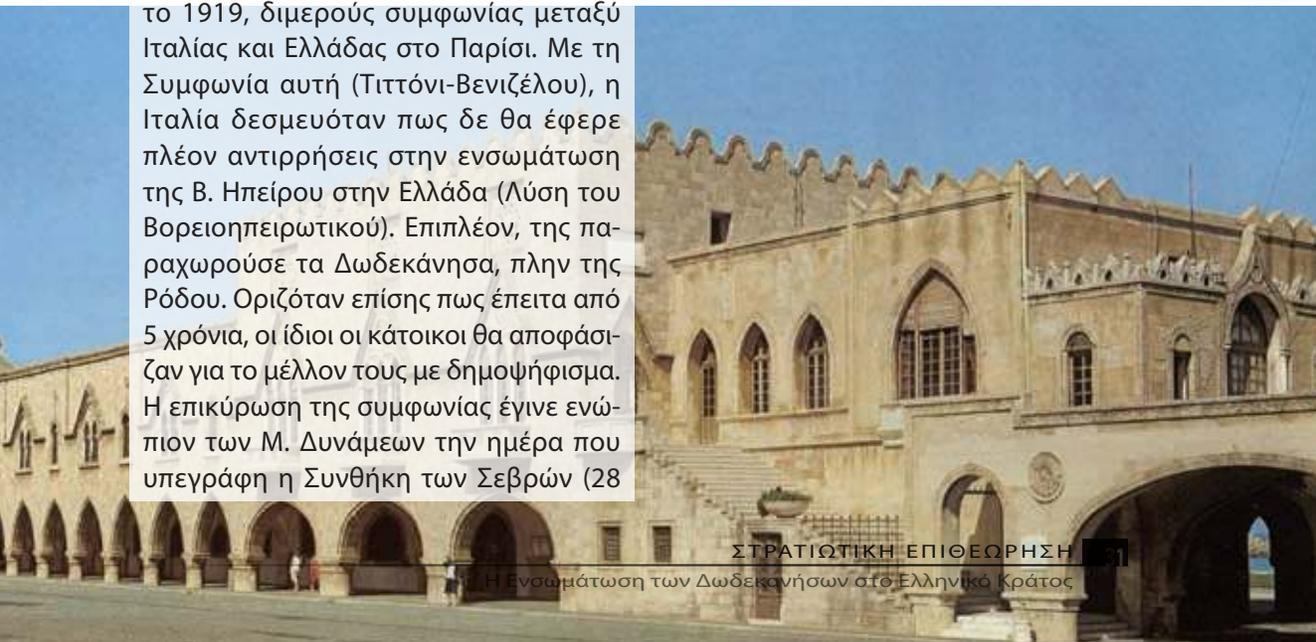 το 1919, διμερούς συμφωνίας μεταξύ
Ιταλίας και Ελλάδας στο Παρίσι. Με τη
Συμφωνία αυτή (Τιττόνι-Βενιζέλου), η
Ιταλία δεσμευόταν πως δε θα έφερε
πλέον αντιρρήσεις στην ενσωμάτωση
της Β. Ηπείρου στην Ελλάδα (Λύση του
Βορειοηπειρωτικού). Επιπλέον, της πα-
ραχωρούσε τα Δωδεκάνησα, πλην της
Ρόδου. Οριζόταν επίσης πως έπειτα από
5 χρόνια, οι ίδιοι οι κάτοικοι θα αποφάσι-
ζαν για το μέλλον τους με δημοψήφισμα.
Η επικύρωση της συμφωνίας έγινε ενώ-
πιον των Μ. Δυνάμεων την ημέρα που
υπεγράφη η Συνθήκη των Σεβρών (28
ΣΤΡΑΤΙΩΤΙΚΗ ΕΠΙΘΕΩΡΗΣΗ
Η Ενσωμάτωση των Δωδεκανήσων στο Ελληνικό Κράτος